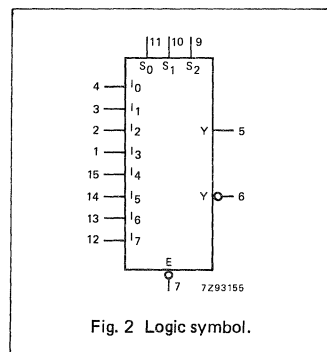 11 10 9
S0 S1 S2
4 I0
3 I1
2 I2 Y 5
1 I3
15 I4
14 I5 Y 6
13 I6
12 I7
E
7 7Z93155
Fig. 2 Logic symbol.